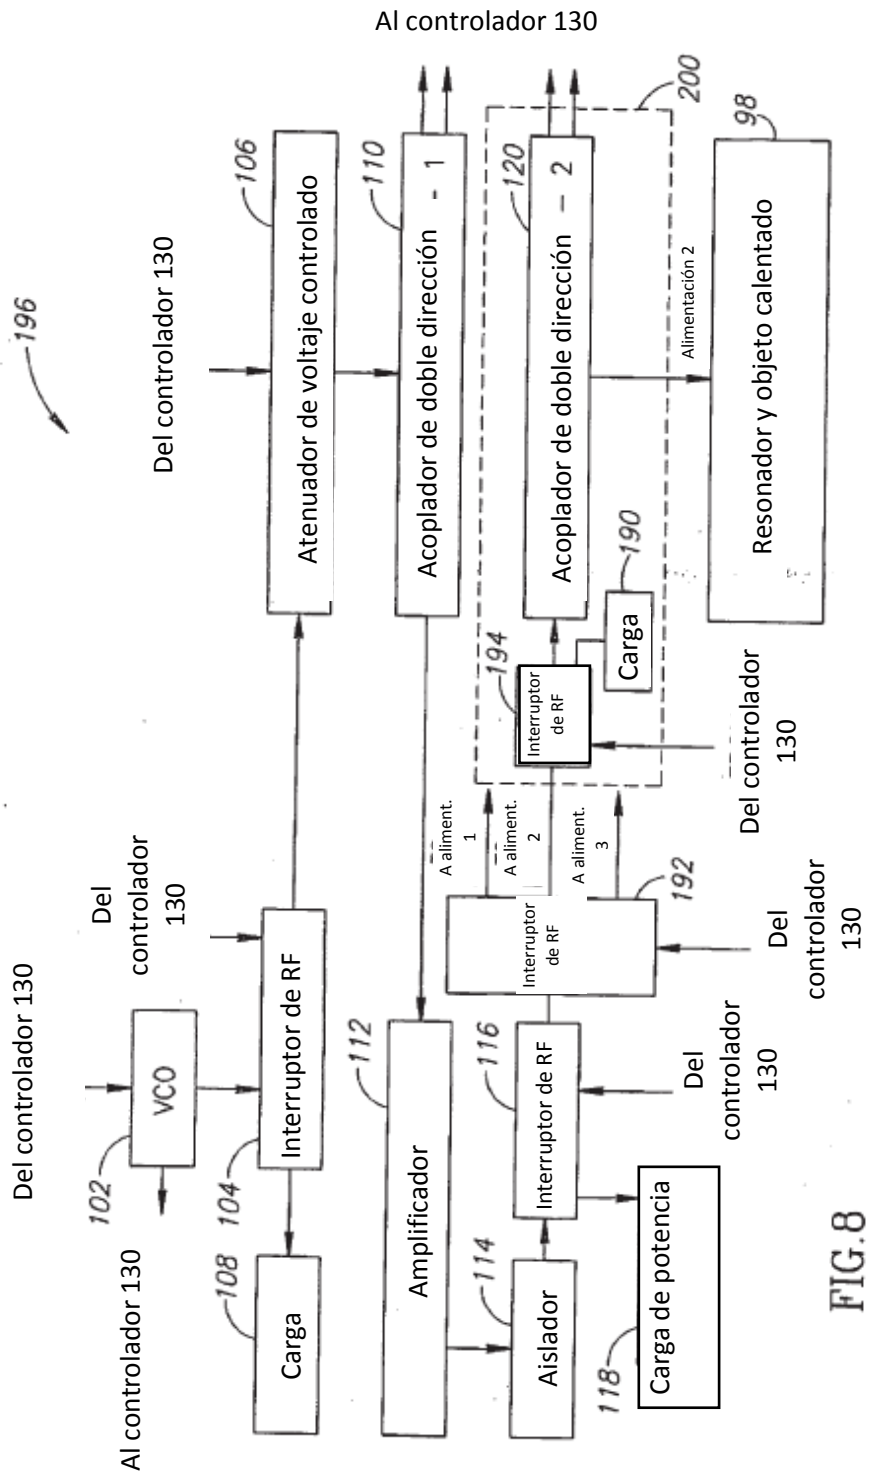 Al controlador 130
196
Del controlador 130
Del controlador 130
Al controlador 130
102
VCO
Del
controlador
130
108
Carga
104
Interruptor de RF
106
Atenuador de voltaje controlado
112
Amplificador
110
Acoplador de doble dirección - 1
200
114
Aislador
116
Interruptor de RF
Interruptor
de RF
192
A aliment.
1
A aliment.
2
A aliment.
3
194
Interruptor
de RF
190
Carga
120
Acoplador de doble dirección – 2
118
Carga de potencia
Del
controlador
130
Del
controlador
130
Del controlador
130
Alimentación 2
98
Resonador y objeto calentado
FIG.8